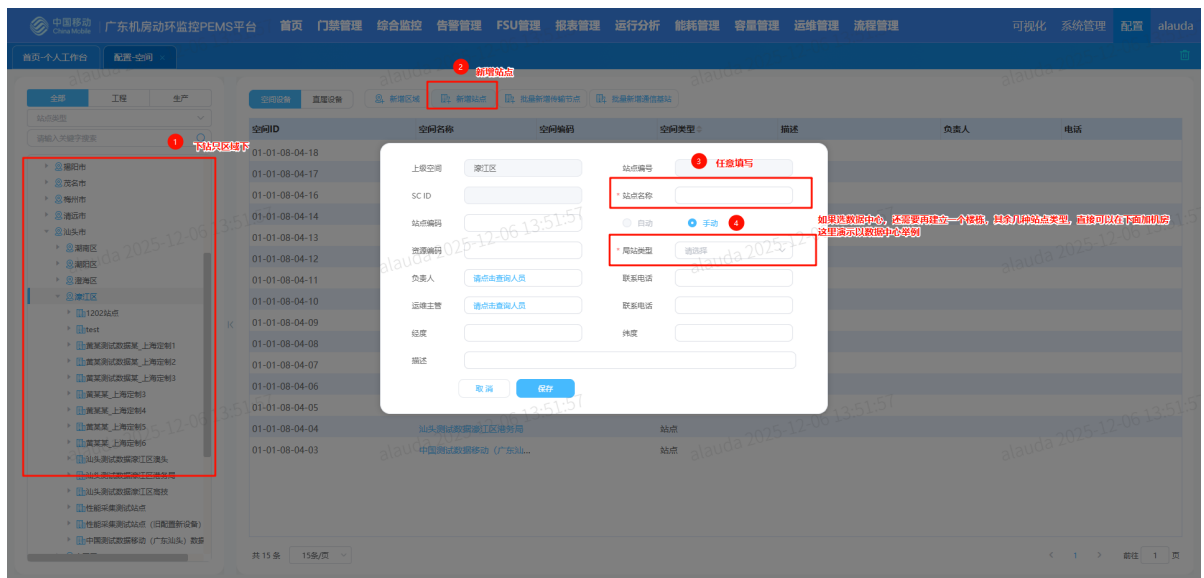 中国移动 China Mobile 广东机房动环监控PEMS平台 首页 门禁管理 综合监控 告警管理 FSU管理 报表管理 运行分析 能耗管理 容量管理 运维管理 流程管理 可视化 系统管理 配置 alauda
首页-个人工作台 配置-空间
2 新增站点
全部 工程 生产
空间设备 直属设备 新增区域 新增站点 批量新增传输节点 批量新增通信基站
站点类型
请输入关键字搜索
1 下钻只区域下
空间ID 空间名称 空间编码 空间类型 描述 负责人 电话
揭阳市
茂名市
梅州市
清远市
汕头市
潮南区
潮阳区
澄海区
濠江区
1202站点
test
黄某测试数据某_上海定制1
黄某测试数据某_上海定制2
黄某测试数据某_上海定制3
黄某某_上海定制3
黄某某_上海定制4
黄某某_上海定制5
黄某某_上海定制6
汕头测试数据濠江区澳头
汕头测试数据濠江区港务局
汕头测试数据濠江区海技
性能采集测试站点
性能采集测试站点（旧配置新设备）
中国测试数据移动（广东汕头）数据
01-01-08-04-18
01-01-08-04-17
01-01-08-04-16
01-01-08-04-14
01-01-08-04-13
01-01-08-04-12
01-01-08-04-11
01-01-08-04-10
01-01-08-04-09
01-01-08-04-08
01-01-08-04-07
01-01-08-04-06
01-01-08-04-05
01-01-08-04-04 汕头测试数据濠江区港务局 站点
01-01-08-04-03 中国测试数据移动（广东汕... 站点
上级空间 濠江区 站点编号
3 任意填写
SC ID * 站点名称
站点编码 自动 手动 4
如果选数据中心，还需要再建立一个楼栋，其余几种站点类型，直接可以在下面加机房
这里演示以数据中心举例
资源编码 * 局站类型 请选择
负责人 请点击查询人员 联系电话
运维主管 请点击查询人员 联系电话
经度 纬度
描述
取消 保存
共 15 条 15条/页 < 1 > 前往 1 页
alauda 2025-12-06 13:51:57